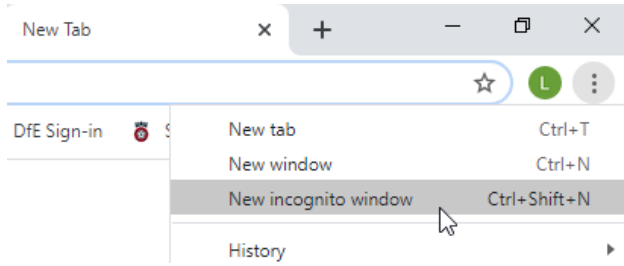 New Tab
L
DfE Sign-in S
New tab Ctrl+T
New window Ctrl+N
New incognito window Ctrl+Shift+N
History